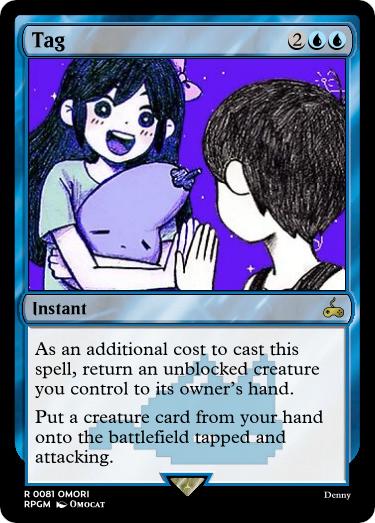 Tag 2
Instant
As an additional cost to cast this
spell, return an unblocked creature
you control to its owner's hand.
Put a creature card from your hand
onto the battlefield tapped and
attacking.
R 0081 OMORI
RPGM OMOCAT
Denny